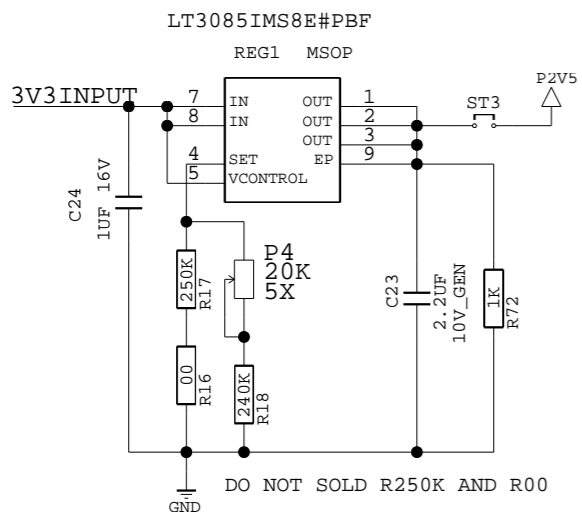 LT3085IMS8E#PBF
REG1 MSOP
P2V5
3V3INPUT
7 IN
8 IN
4 SET
5 VCONTROL
OUT 1
OUT 2
OUT 3
EP 9
ST3
C24
1UF 16V
250K
R17
P4
20K
5X
C23
2.2UF
10V_GEN
1K
R72
00
R16
240K
R18
GND
DO NOT SOLD R250K AND R00